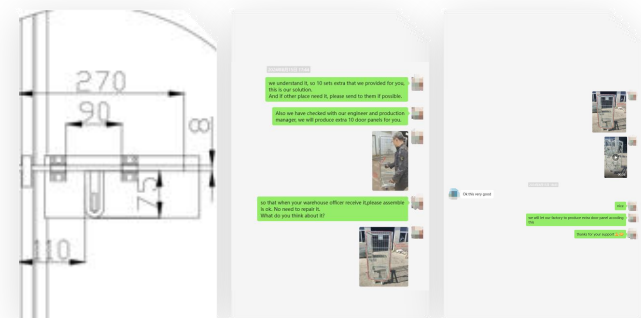 270
90
8
75
110
we understand it, so 10 sets extra that we provided for you,
this is our solution.
And if other place need it, please send to them if possible.
Also we have checked with our engineer and production
manager, we will produce extra 10 door panels for you.
so that when your warehouse officer receive it,please assemble
is ok. No need to repair it.
What do you think about it?
Ok this very good
nice
we will let our factory to produce extra door panel according
this
Thanks for your support